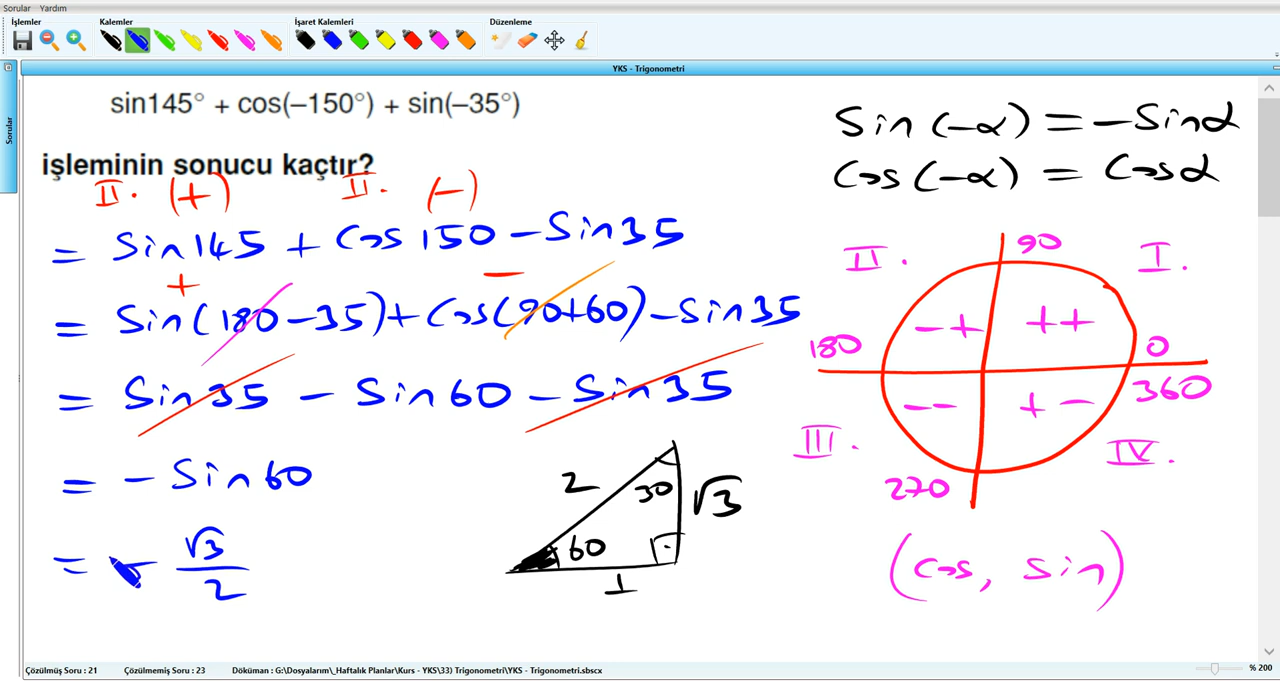 Sorular Yardım
İşlemler Kalemler İşaret Kalemleri Düzenleme
YKS - Trigonometri
Sorular
sin145° + cos(–150°) + sin(–35°)
işleminin sonucu kaçtır?
II. (+) II. (-)
= Sin145 + Cos150 - Sin35
+ -
= Sin(180-35) + Cos(90+60) - Sin35
= Sin35 - Sin60 - Sin35
= - Sin60
= - √3/2
2 30 √3
60
1
Sin(-α) = -Sinα
Cos(-α) = Cosα
II. 90 I.
- + + +
180 0
360
- - + -
III. IV.
270
(Cos, Sin)
Çözülmüş Soru : 21 Çözülmemiş Soru : 23 Döküman : G:\Dosyalarım\_Haftalık Planlar\Kurs - YKS\33) Trigonometri\YKS - Trigonometri.sbscx % 200